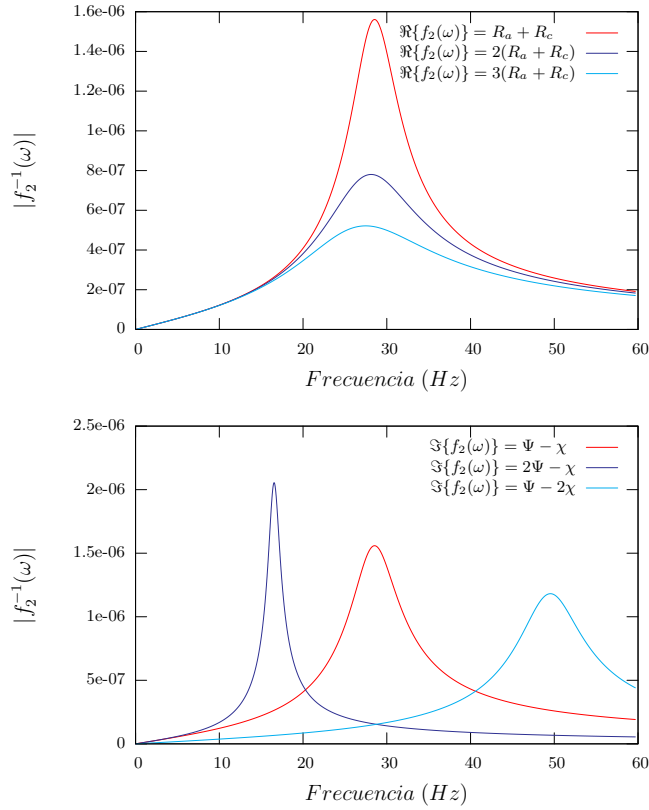 1.6e-06
1.4e-06
1.2e-06
1e-06
8e-07
6e-07
4e-07
2e-07
0
|f₂⁻¹(ω)|
ℜ{f₂(ω)} = Rₐ + R_c
ℜ{f₂(ω)} = 2(Rₐ + R_c)
ℜ{f₂(ω)} = 3(Rₐ + R_c)
0 10 20 30 40 50 60
Frecuencia (Hz)
2.5e-06
2e-06
1.5e-06
1e-06
5e-07
0
|f₂⁻¹(ω)|
ℑ{f₂(ω)} = Ψ − χ
ℑ{f₂(ω)} = 2Ψ − χ
ℑ{f₂(ω)} = Ψ − 2χ
0 10 20 30 40 50 60
Frecuencia (Hz)